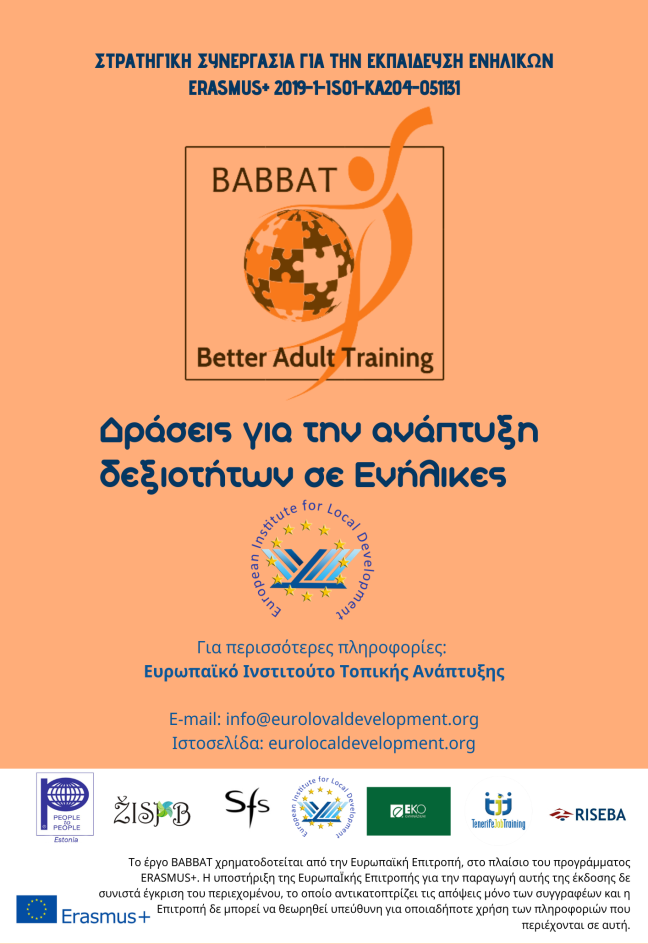 ΣΤΡΑΤΗΓΙΚΗ ΣΥΝΕΡΓΑΣΙΑ ΓΙΑ ΤΗΝ ΕΚΠΑΙΔΕΥΣΗ ΕΝΗΛΙΚΩΝ
ERASMUS+ 2019-1-IS01-KA204-051131
BABBAT
Better Adult Training
Δράσεις για την ανάπτυξη
δεξιοτήτων σε Ενήλικες
European Institute for Local Development
Για περισσότερες πληροφορίες:
Ευρωπαϊκό Ινστιτούτο Τοπικής Ανάπτυξης
E-mail: info@eurolovaldevelopment.org
Ιστοσελίδα: eurolocaldevelopment.org
PEOPLE
to
PEOPLE
Estonia
ŽISPB
Sfs
European Institute for Local Development
EKO
TenerifeJobTraining
RISEBA
Το έργο BABBAT χρηματοδοτείται από την Ευρωπαϊκή Επιτροπή, στο πλαίσιο του προγράμματος
ERASMUS+. Η υποστήριξη της Ευρωπαϊκής Επιτροπής για την παραγωγή αυτής της έκδοσης δε
συνιστά έγκριση του περιεχομένου, το οποίο αντικατοπτρίζει τις απόψεις μόνο των συγγραφέων και η
Επιτροπή δε μπορεί να θεωρηθεί υπεύθυνη για οποιαδήποτε χρήση των πληροφοριών που
περιέχονται σε αυτή.
Erasmus+